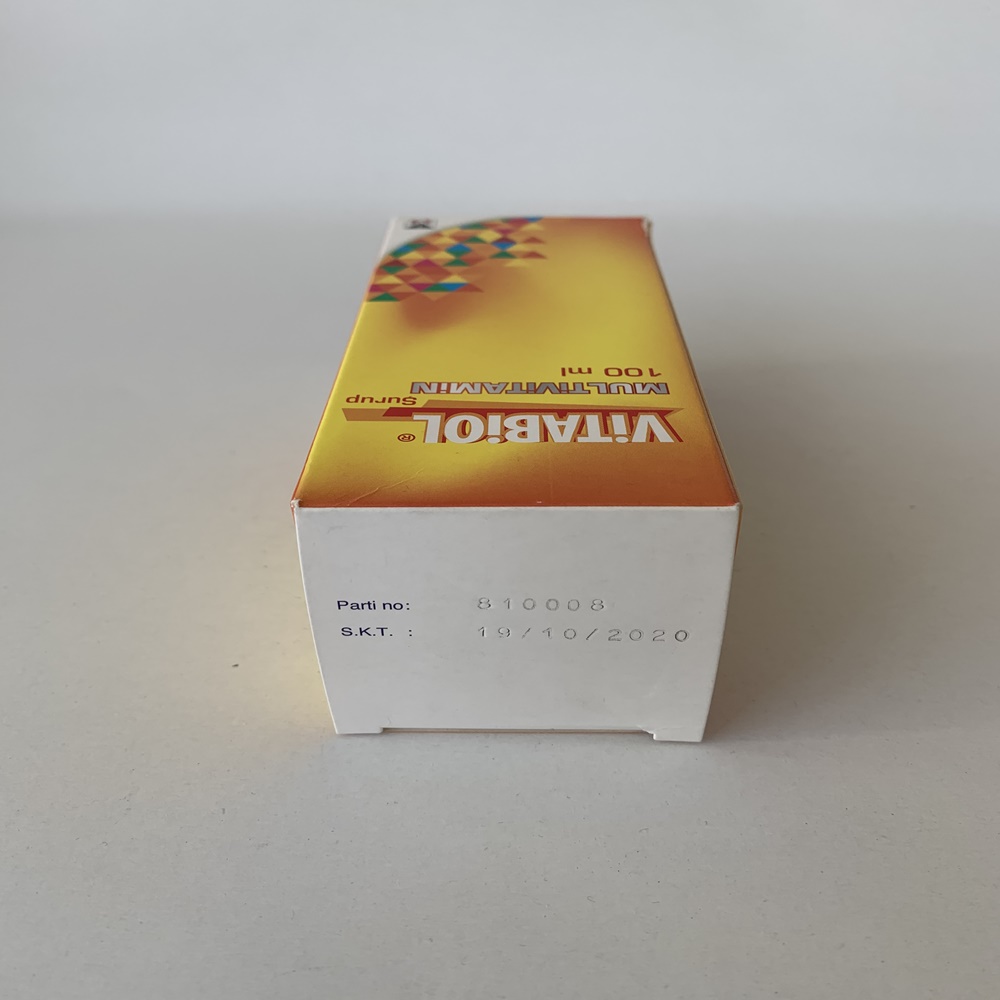 ViTABiOL®
Şurup
MULTiViTAMiN
100 ml
Parti no: 810008
S.K.T. : 19/10/2020